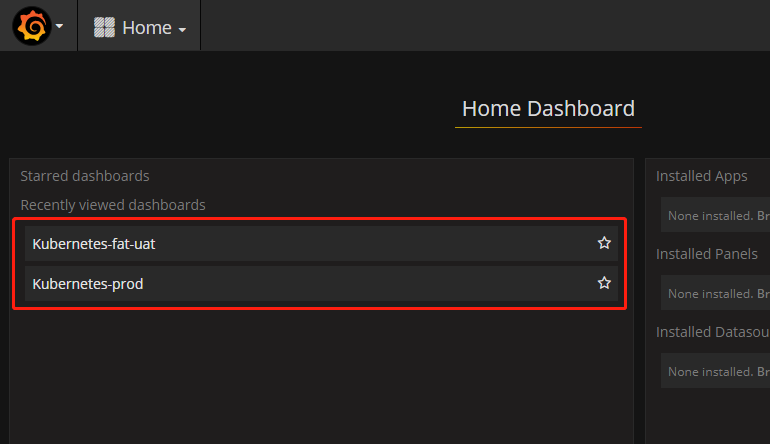 Home
Home Dashboard
Starred dashboards
Recently viewed dashboards
Kubernetes-fat-uat
Kubernetes-prod
Installed Apps
None installed. Br
Installed Panels
None installed. Br
Installed Datasou
None installed. Br